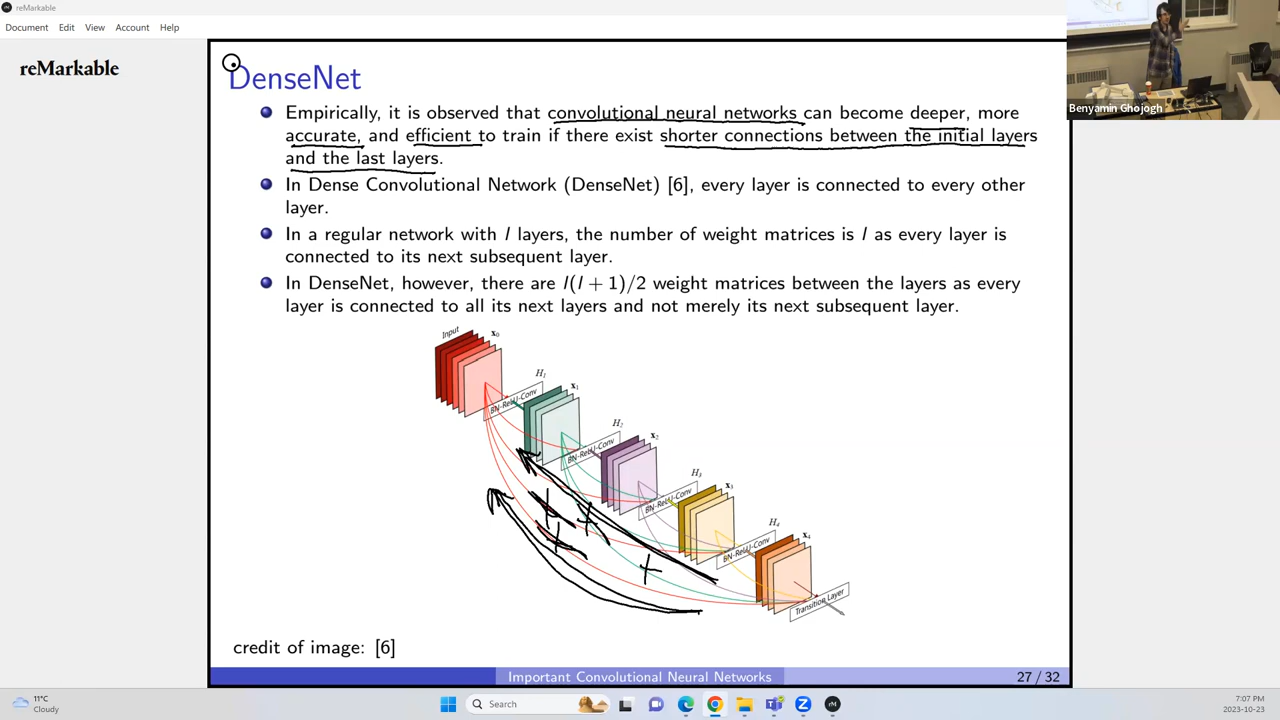 reMarkable
Document Edit View Account Help
reMarkable
DenseNet
Empirically, it is observed that convolutional neural networks can become deeper, more
accurate, and efficient to train if there exist shorter connections between the initial layers
and the last layers.
In Dense Convolutional Network (DenseNet) [6], every layer is connected to every other
layer.
In a regular network with l layers, the number of weight matrices is l as every layer is
connected to its next subsequent layer.
In DenseNet, however, there are l(l + 1)/2 weight matrices between the layers as every
layer is connected to all its next layers and not merely its next subsequent layer.
Input
x0
H1
BN-ReLU-Conv
x1
H2
BN-ReLU-Conv
x2
H3
BN-ReLU-Conv
x3
H4
BN-ReLU-Conv
x4
Transition Layer
credit of image: [6]
Important Convolutional Neural Networks
27 / 32
Benyamin Ghojogh
11°C
Cloudy
Search
7:07 PM
2023-10-23